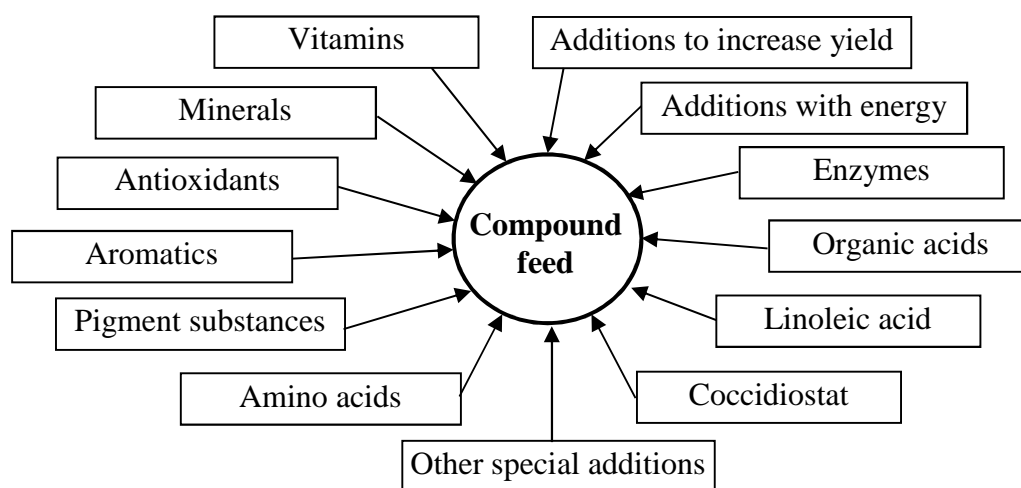 Vitamins
Additions to increase yield
Minerals
Additions with energy
Antioxidants
Enzymes
Compound
feed
Aromatics
Organic acids
Pigment substances
Linoleic acid
Amino acids
Coccidiostat
Other special additions